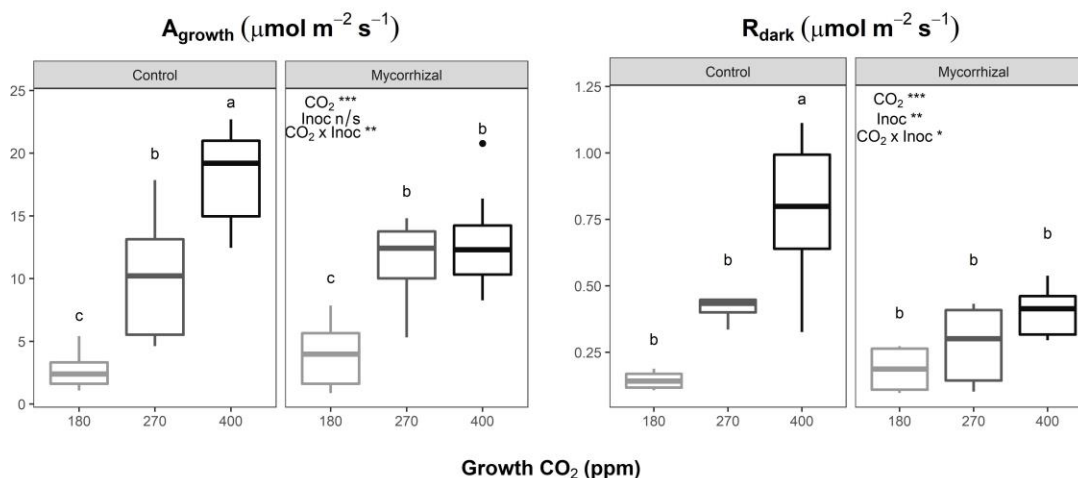 A_growth (μmol m⁻² s⁻¹)
Control
Mycorrhizal
25
20
15
10
5
0
c
b
a
CO₂ ***
Inoc n/s
CO₂ x Inoc **
c
b
b
180
270
400
180
270
400
R_dark (μmol m⁻² s⁻¹)
Control
Mycorrhizal
1.25
1.00
0.75
0.50
0.25
b
b
a
CO₂ ***
Inoc **
CO₂ x Inoc *
b
b
b
180
270
400
180
270
400
Growth CO₂ (ppm)